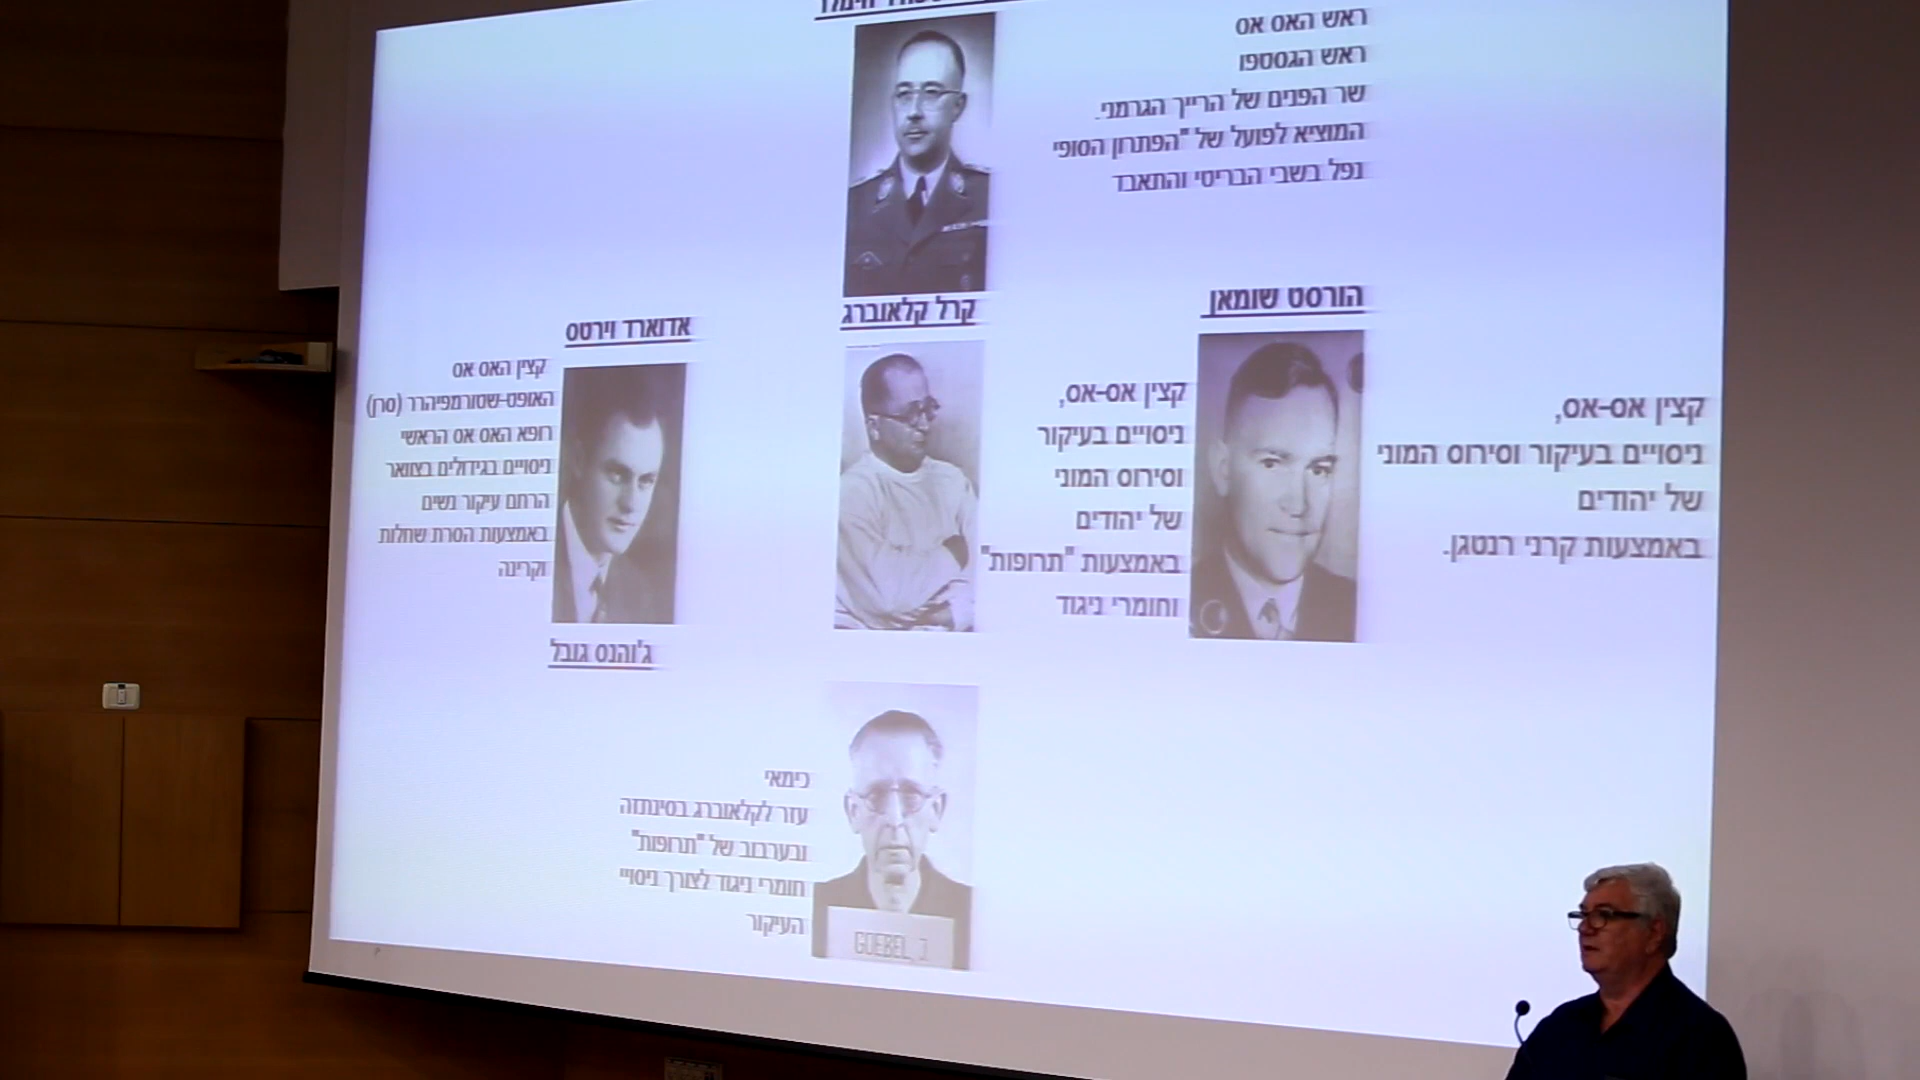 ראש האס אס
ראש הגסטפו
שר הפנים של הרייך הגרמני.
המוציא לפועל של "הפתרון הסופי
נפל בשבי הבריטי והתאבד
הורסט שומאן
קצין אס-אס,
ניסויים בעיקור וסירוס המוני
של יהודים
באמצעות קרני רנטגן.
קרל קלאוברג
קצין אס-אס,
ניסויים בעיקור
וסירוס המוני
של יהודים
באמצעות "תרופות"
וחומרי ניגוד
אדוארד וירטס
קצין האס אס
האופט-שטורמפיהרר (סרן)
רופא האס אס הראשי
ניסויים בגידולים בצוואר
הרחם עיקור נשים
באמצעות הסרת שחלות
וקרינה
ג'והנס גובל
כימאי
עזר לקלאוברג בסינתזה
ובערבוב של "תרופות"
חומרי ניגוד לצורך ניסויי
העיקור
GOEBEL, J